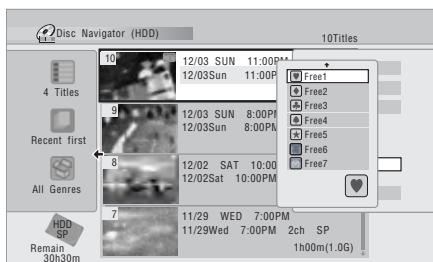 Disc Navigator (HDD)
10Titles
4 Titles
Recent first
All Genres
HDD
SP
Remain
30h30m
10
12/03 SUN 11:00PM
12/03Sun 11:00P
9
12/03 SUN 8:00P
12/03Sun 8:00P
8
12/02 SAT 10:00
12/02Sat 10:00PM
7
11/29 WED 7:00PM
11/29Wed 7:00PM 2ch SP
1h00m(1.0G)
Free1
Free2
Free3
Free4
Free5
Free6
Free7